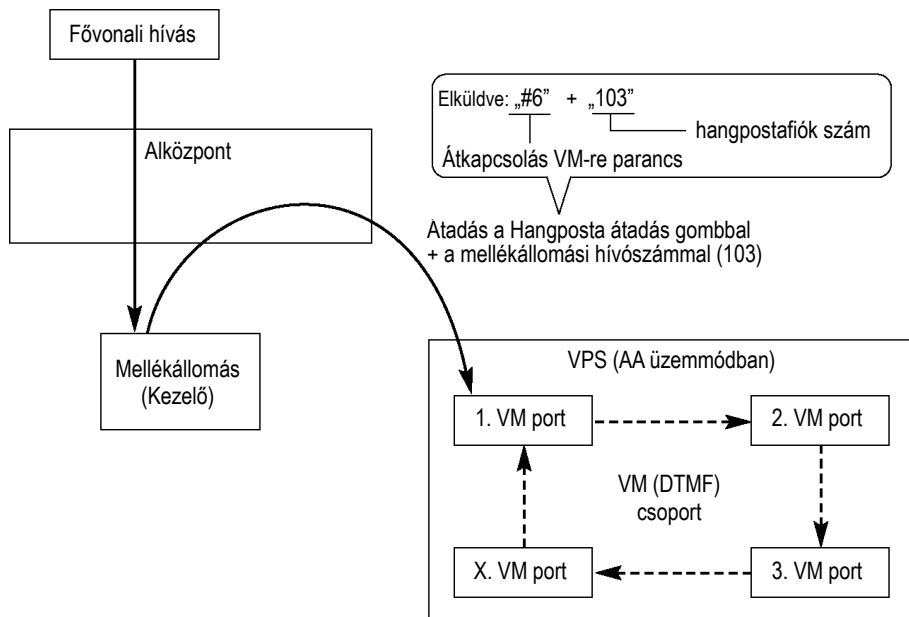 Fővonali hívás
Alközpont
Elküldve: „#6” + „103”
hangpostafiók szám
Átkapcsolás VM-re parancs
Átadás a Hangposta átadás gombbal
+ a mellékállomási hívószámmal (103)
Mellékállomás
(Kezelő)
VPS (AA üzemmódban)
1. VM port
2. VM port
VM (DTMF)
csoport
X. VM port
3. VM port